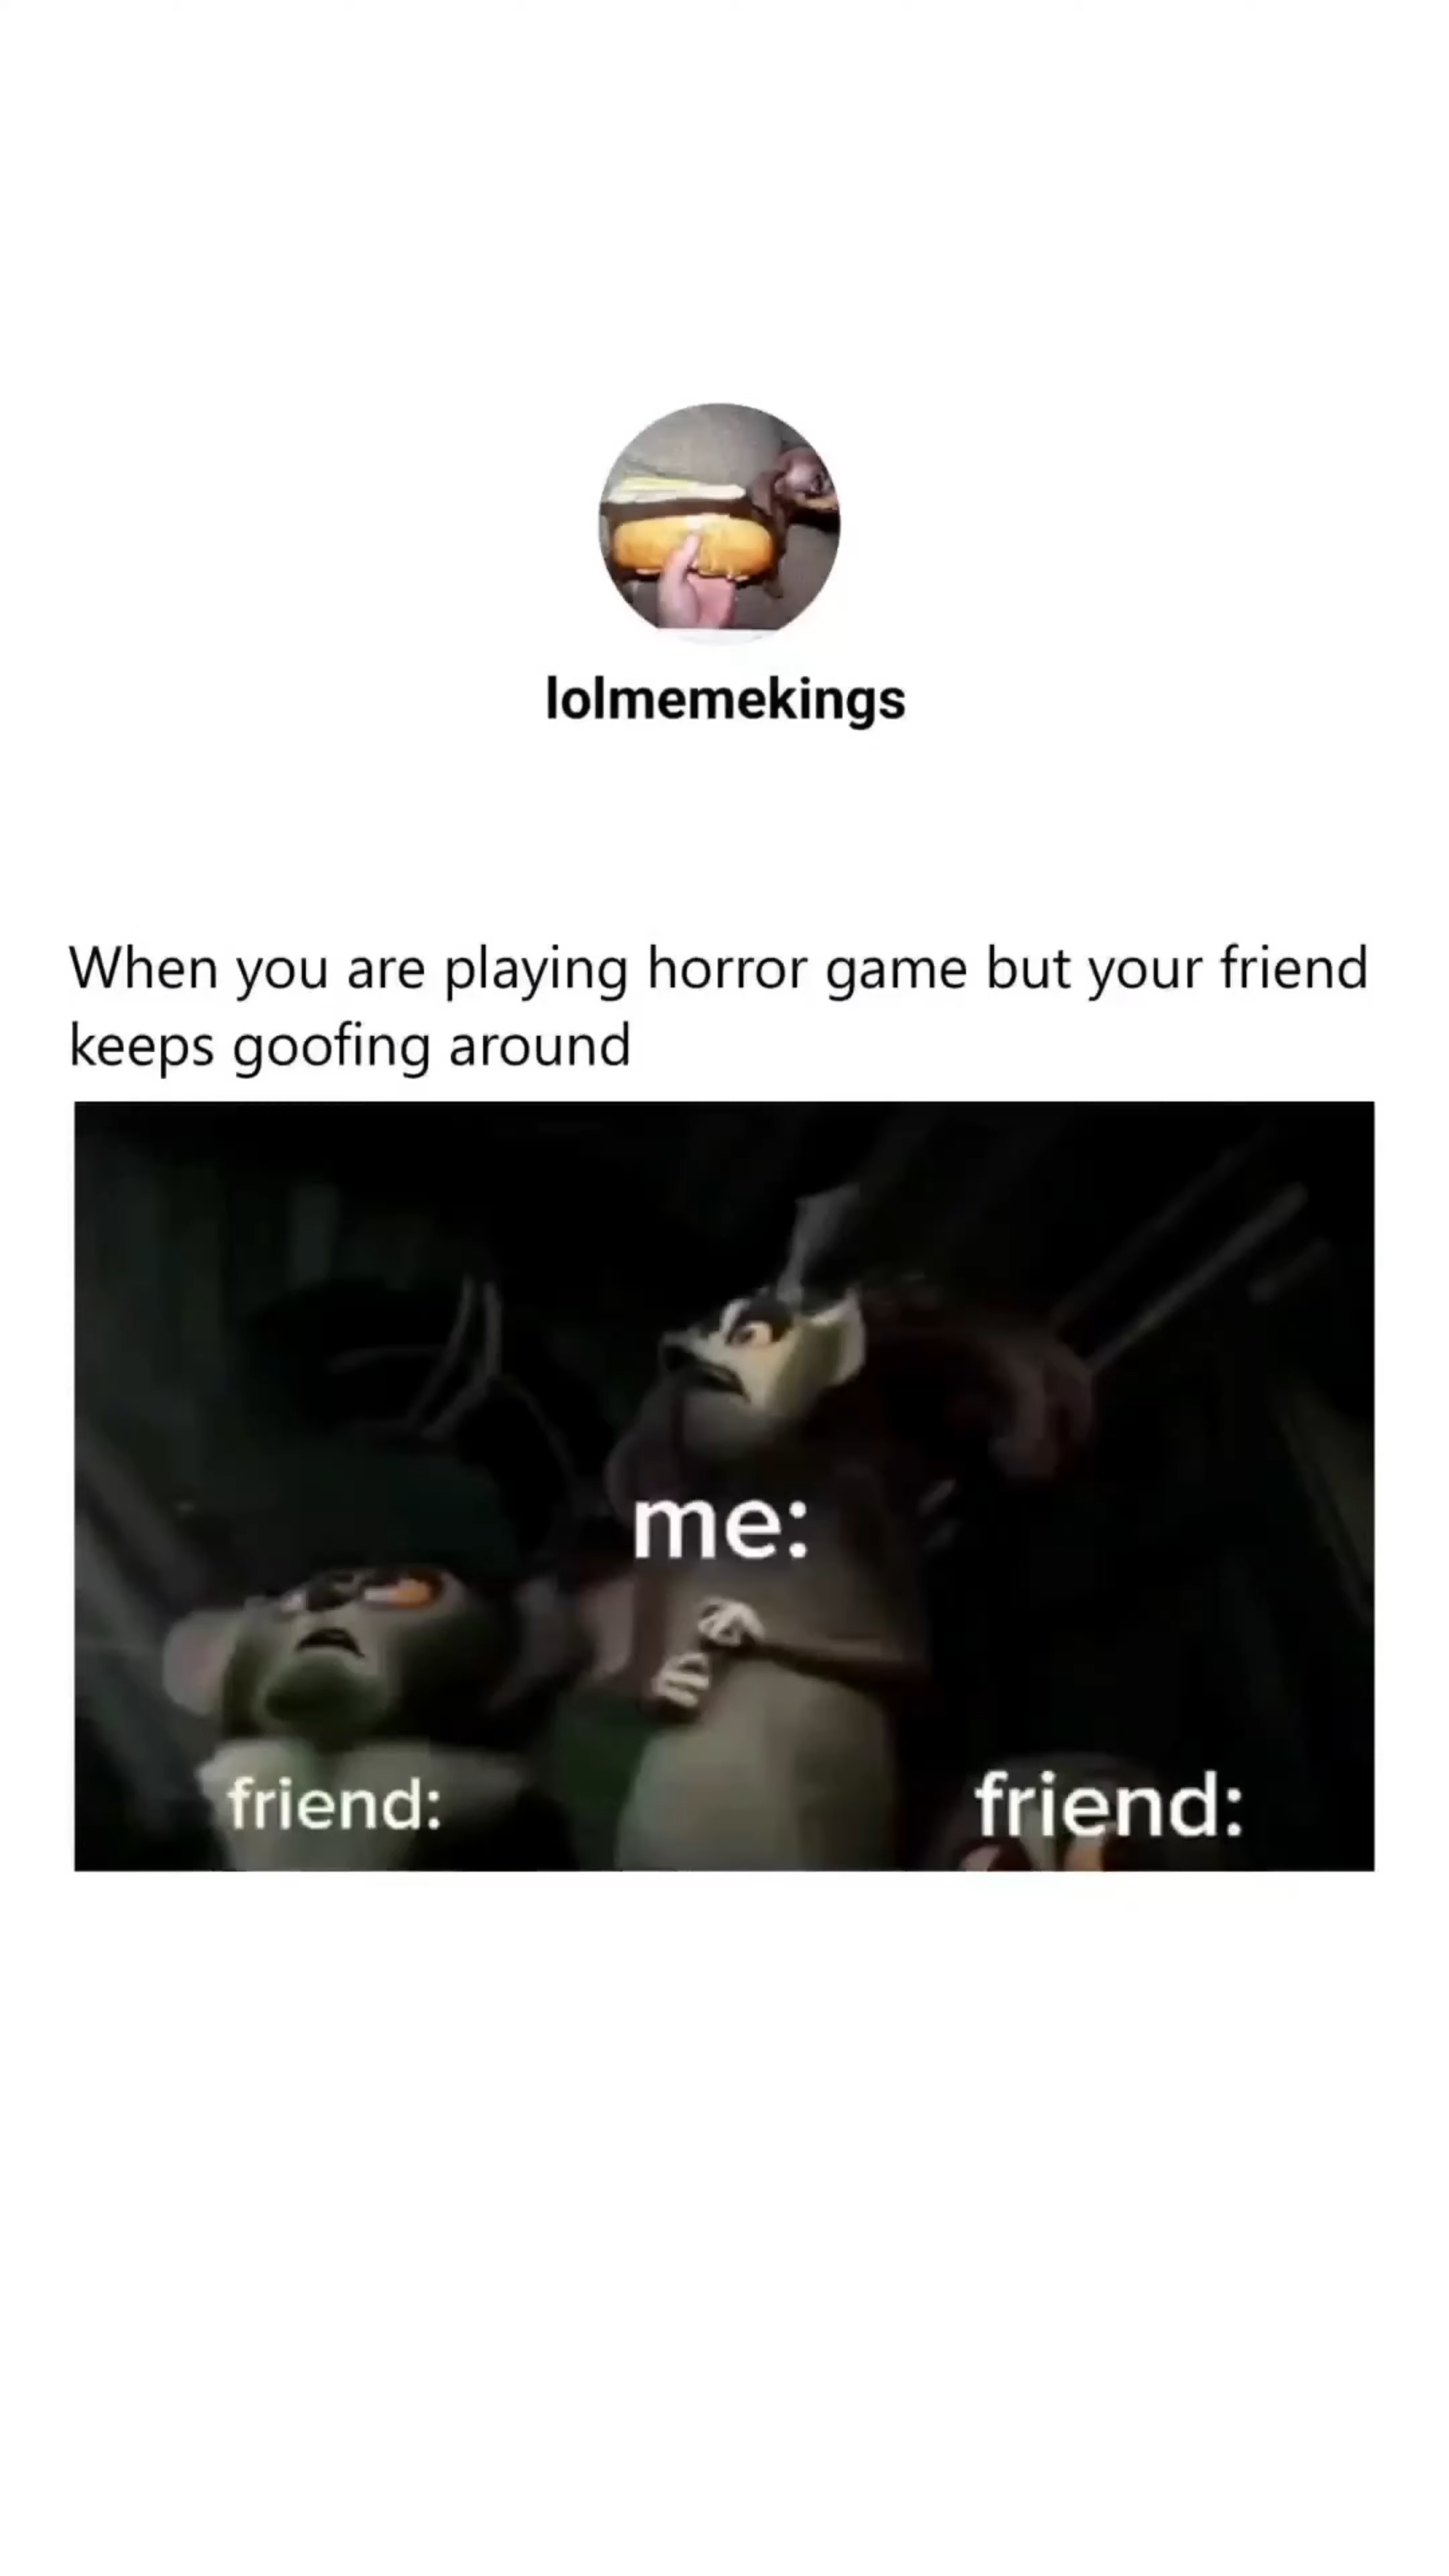 lolmemekings
When you are playing horror game but your friend
keeps goofing around
me:
friend:
friend: